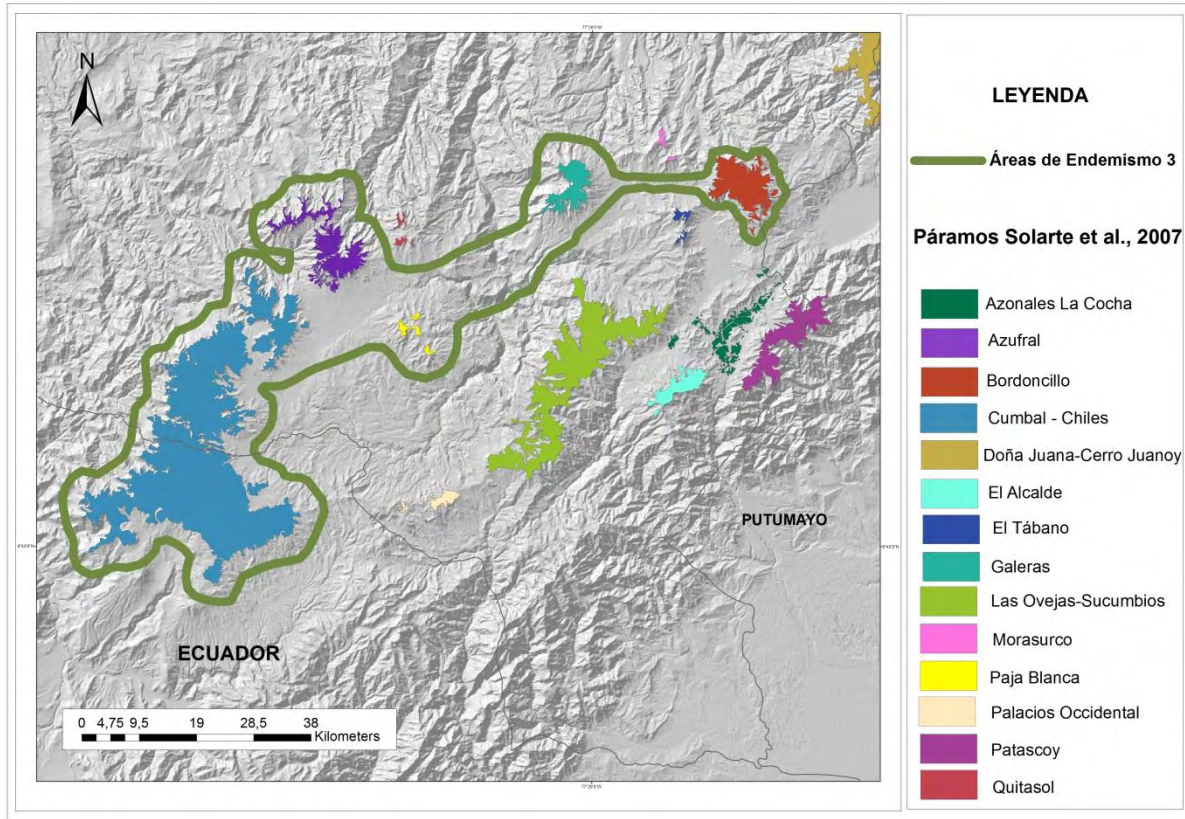 N
ECUADOR
PUTUMAYO
0 4,75 9,5 19 28,5 38
Kilometers
LEYENDA
Áreas de Endemismo 3
Páramos Solarte et al., 2007
Azonales La Cocha
Azufral
Bordoncillo
Cumbal - Chiles
Doña Juana-Cerro Juanoy
El Alcalde
El Tábano
Galeras
Las Ovejas-Sucumbios
Morasurco
Paja Blanca
Palacios Occidental
Patascoy
Quitasol